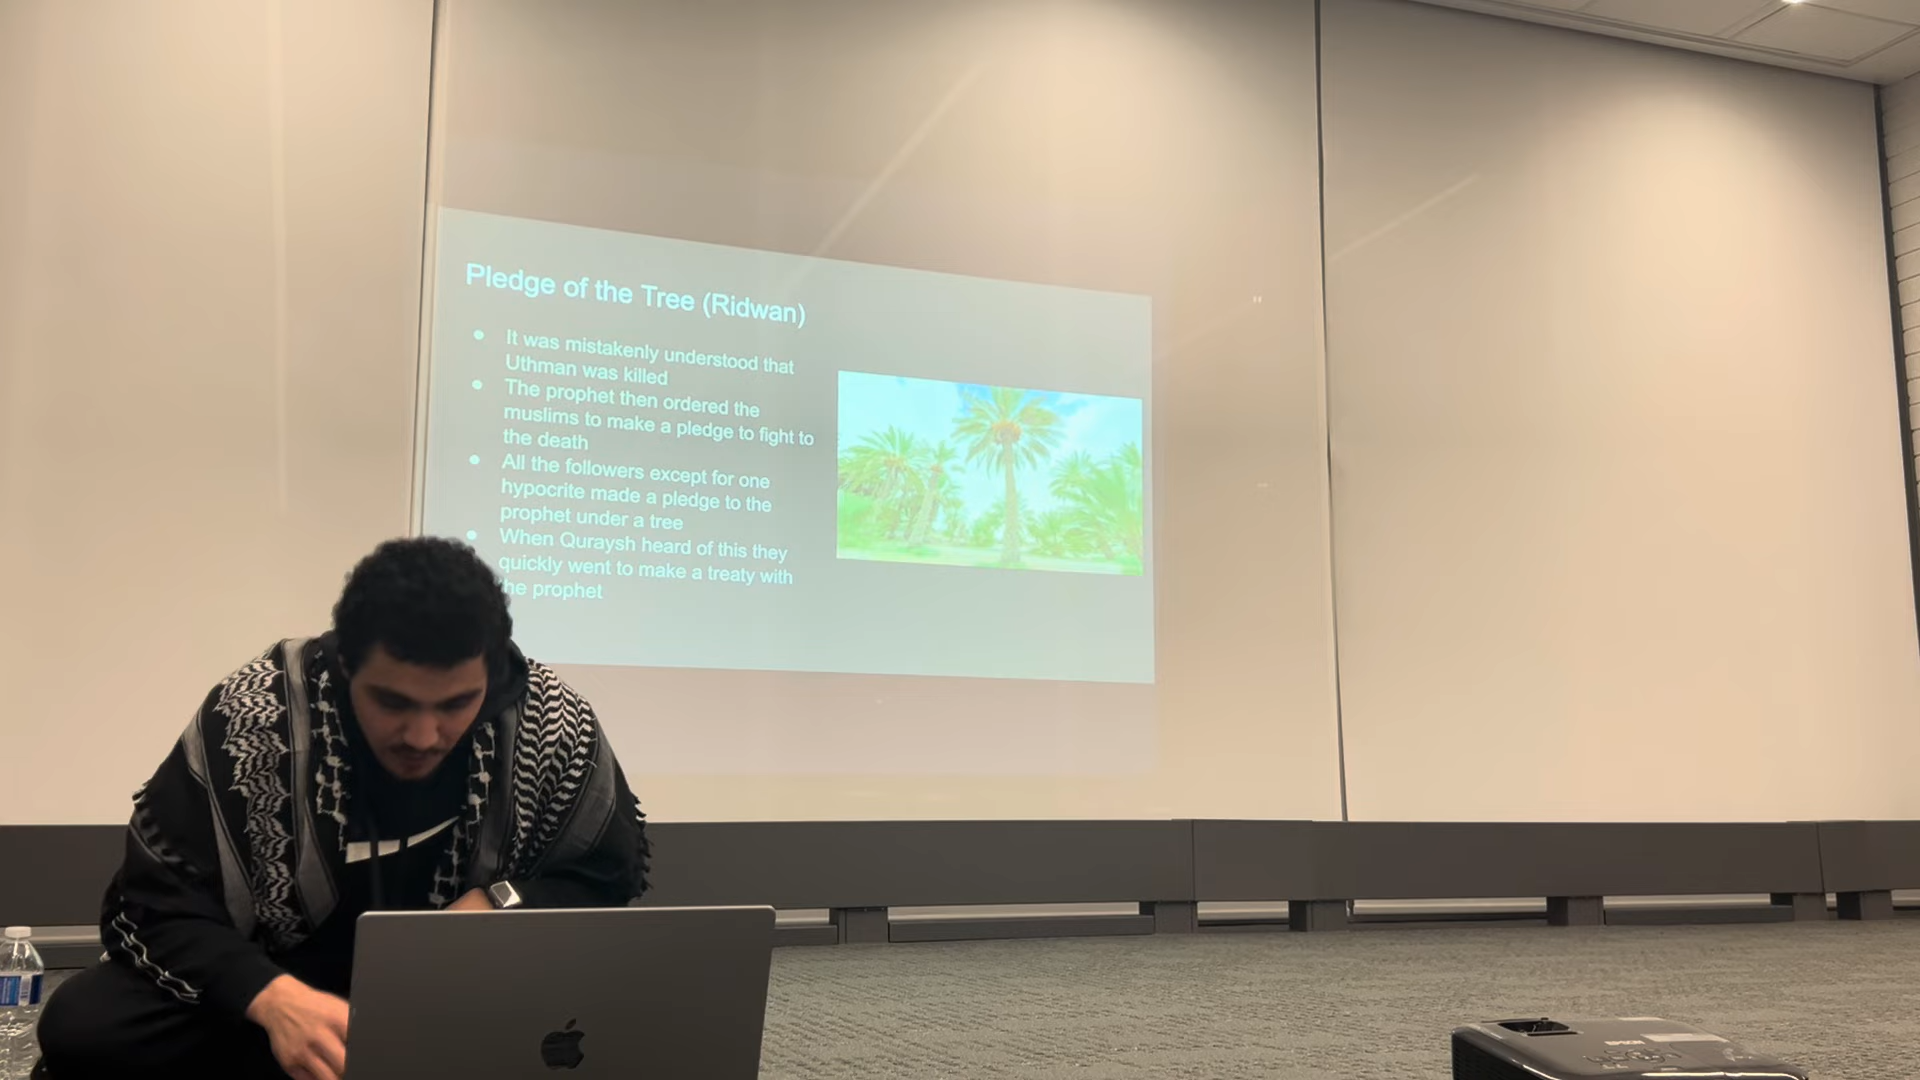 Pledge of the Tree (Ridwan)
● It was mistakenly understood that
Uthman was killed
● The prophet then ordered the
muslims to make a pledge to fight to
the death
● All the followers except for one
hypocrite made a pledge to the
prophet under a tree
● When Quraysh heard of this they
quickly went to make a treaty with
the prophet
EPSON